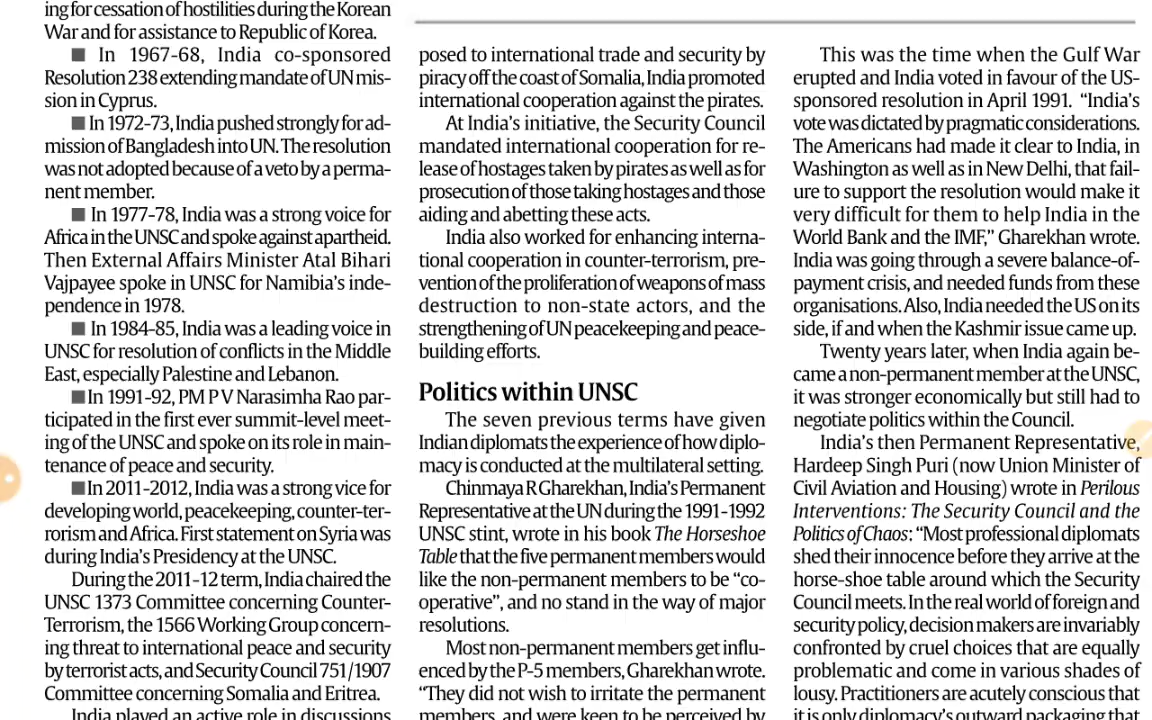 ing for cessation of hostilities during the Korean
War and for assistance to Republic of Korea.
■ In 1967-68, India co-sponsored
Resolution 238 extending mandate of UN mis-
sion in Cyprus.
■ In 1972-73, India pushed strongly for ad-
mission of Bangladesh into UN. The resolution
was not adopted because of a veto by a perma-
nent member.
■ In 1977-78, India was a strong voice for
Africa in the UNSC and spoke against apartheid.
Then External Affairs Minister Atal Bihari
Vajpayee spoke in UNSC for Namibia's inde-
pendence in 1978.
■ In 1984-85, India was a leading voice in
UNSC for resolution of conflicts in the Middle
East, especially Palestine and Lebanon.
■ In 1991-92, PM P V Narasimha Rao par-
ticipated in the first ever summit-level meet-
ing of the UNSC and spoke on its role in main-
tenance of peace and security.
■ In 2011-2012, India was a strong vice for
developing world, peacekeeping, counter-ter-
rorism and Africa. First statement on Syria was
during India's Presidency at the UNSC.
During the 2011-12 term, India chaired the
UNSC 1373 Committee concerning Counter-
Terrorism, the 1566 Working Group concern-
ing threat to international peace and security
by terrorist acts, and Security Council 751/1907
Committee concerning Somalia and Eritrea.
India played an active role in discussions
posed to international trade and security by
piracy off the coast of Somalia, India promoted
international cooperation against the pirates.
At India's initiative, the Security Council
mandated international cooperation for re-
lease of hostages taken by pirates as well as for
prosecution of those taking hostages and those
aiding and abetting these acts.
India also worked for enhancing interna-
tional cooperation in counter-terrorism, pre-
vention of the proliferation of weapons of mass
destruction to non-state actors, and the
strengthening of UN peacekeeping and peace-
building efforts.
Politics within UNSC
The seven previous terms have given
Indian diplomats the experience of how diplo-
macy is conducted at the multilateral setting.
Chinmaya R Gharekhan, India's Permanent
Representative at the UN during the 1991-1992
UNSC stint, wrote in his book The Horseshoe
Table that the five permanent members would
like the non-permanent members to be “co-
operative”, and no stand in the way of major
resolutions.
Most non-permanent members get influ-
enced by the P-5 members, Gharekhan wrote.
“They did not wish to irritate the permanent
members, and were keen to be perceived by
This was the time when the Gulf War
erupted and India voted in favour of the US-
sponsored resolution in April 1991. “India's
vote was dictated by pragmatic considerations.
The Americans had made it clear to India, in
Washington as well as in New Delhi, that fail-
ure to support the resolution would make it
very difficult for them to help India in the
World Bank and the IMF,” Gharekhan wrote.
India was going through a severe balance-of-
payment crisis, and needed funds from these
organisations. Also, India needed the US on its
side, if and when the Kashmir issue came up.
Twenty years later, when India again be-
came a non-permanent member at the UNSC,
it was stronger economically but still had to
negotiate politics within the Council.
India's then Permanent Representative,
Hardeep Singh Puri (now Union Minister of
Civil Aviation and Housing) wrote in Perilous
Interventions: The Security Council and the
Politics of Chaos: “Most professional diplomats
shed their innocence before they arrive at the
horse-shoe table around which the Security
Council meets. In the real world of foreign and
security policy, decision makers are invariably
confronted by cruel choices that are equally
problematic and come in various shades of
lousy. Practitioners are acutely conscious that
it is only diplomacy's outward packaging that